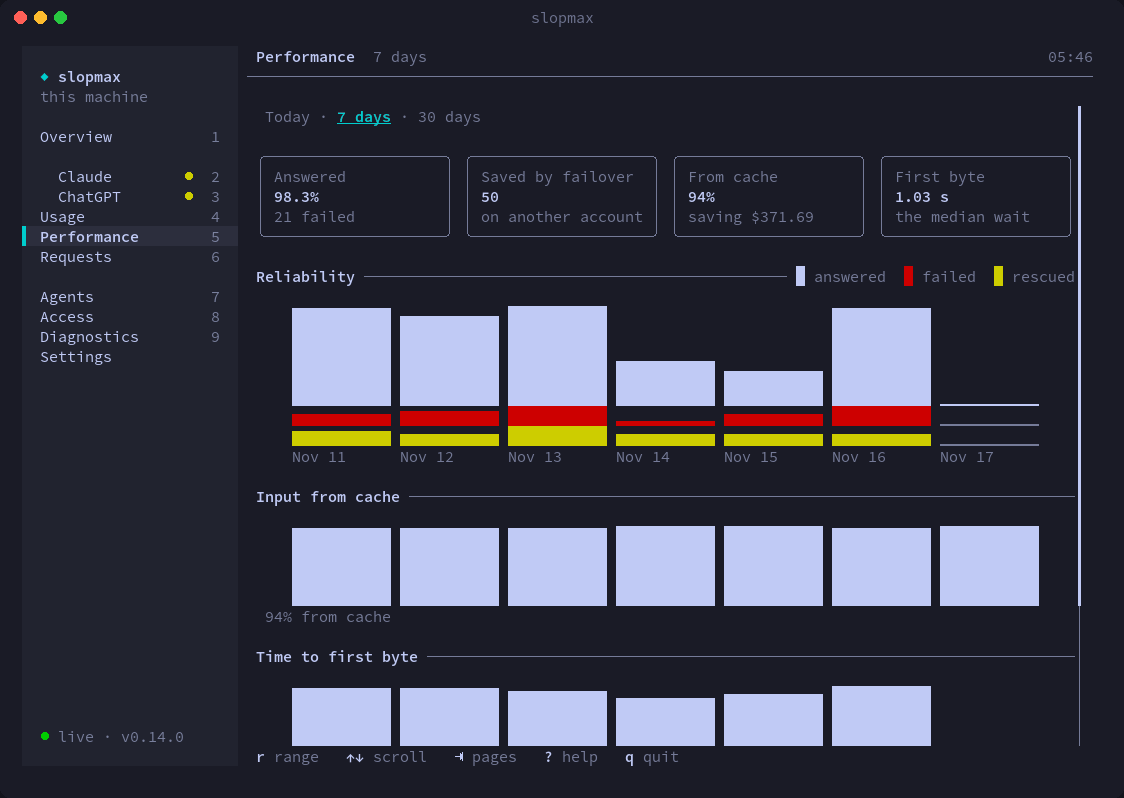 slopmax
◆ slopmax
this machine
Overview 1
Claude ● 2
ChatGPT ● 3
Usage 4
Performance 5
Requests 6
Agents 7
Access 8
Diagnostics 9
Settings
● live · v0.14.0
Performance 7 days 05:46
Today · 7 days · 30 days
Answered
98.3%
21 failed
Saved by failover
50
on another account
From cache
94%
saving $371.69
First byte
1.03 s
the median wait
Reliability answered failed rescued
Nov 11 Nov 12 Nov 13 Nov 14 Nov 15 Nov 16 Nov 17
Input from cache
94% from cache
Time to first byte
r range ↑↓ scroll ⇥ pages ? help q quit